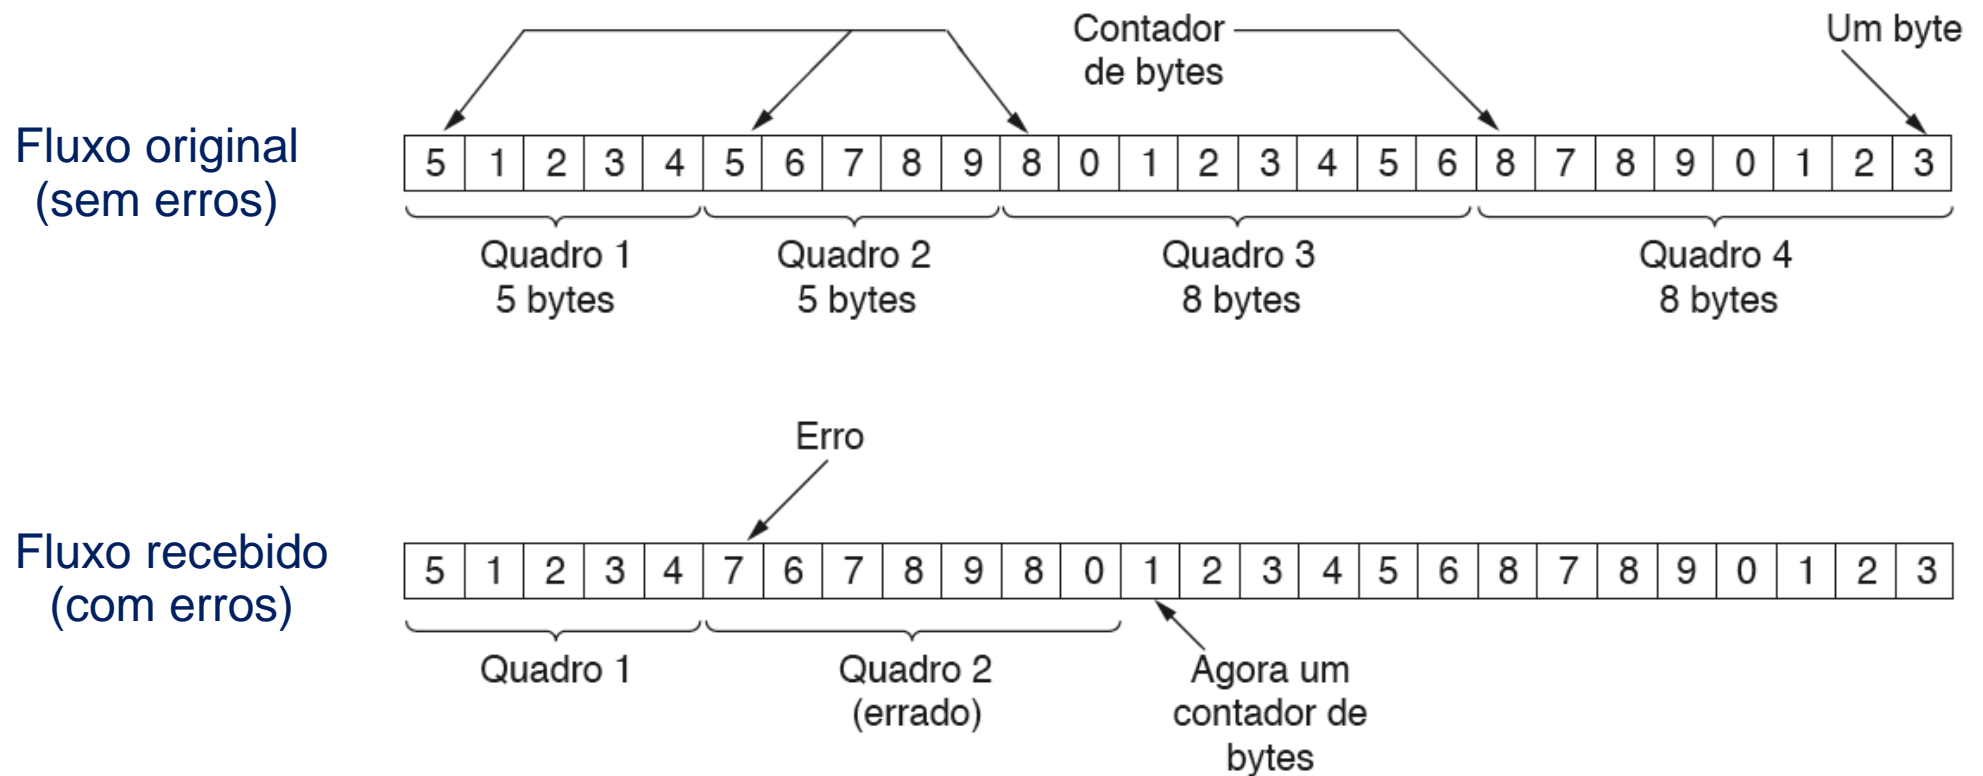 Contador
de bytes
Um byte
Fluxo original
(sem erros)
5 1 2 3 4 5 6 7 8 9 8 0 1 2 3 4 5 6 8 7 8 9 0 1 2 3
Quadro 1
5 bytes
Quadro 2
5 bytes
Quadro 3
8 bytes
Quadro 4
8 bytes
Erro
Fluxo recebido
(com erros)
5 1 2 3 4 7 6 7 8 9 8 0 1 2 3 4 5 6 8 7 8 9 0 1 2 3
Quadro 1
Quadro 2
(errado)
Agora um
contador de
bytes